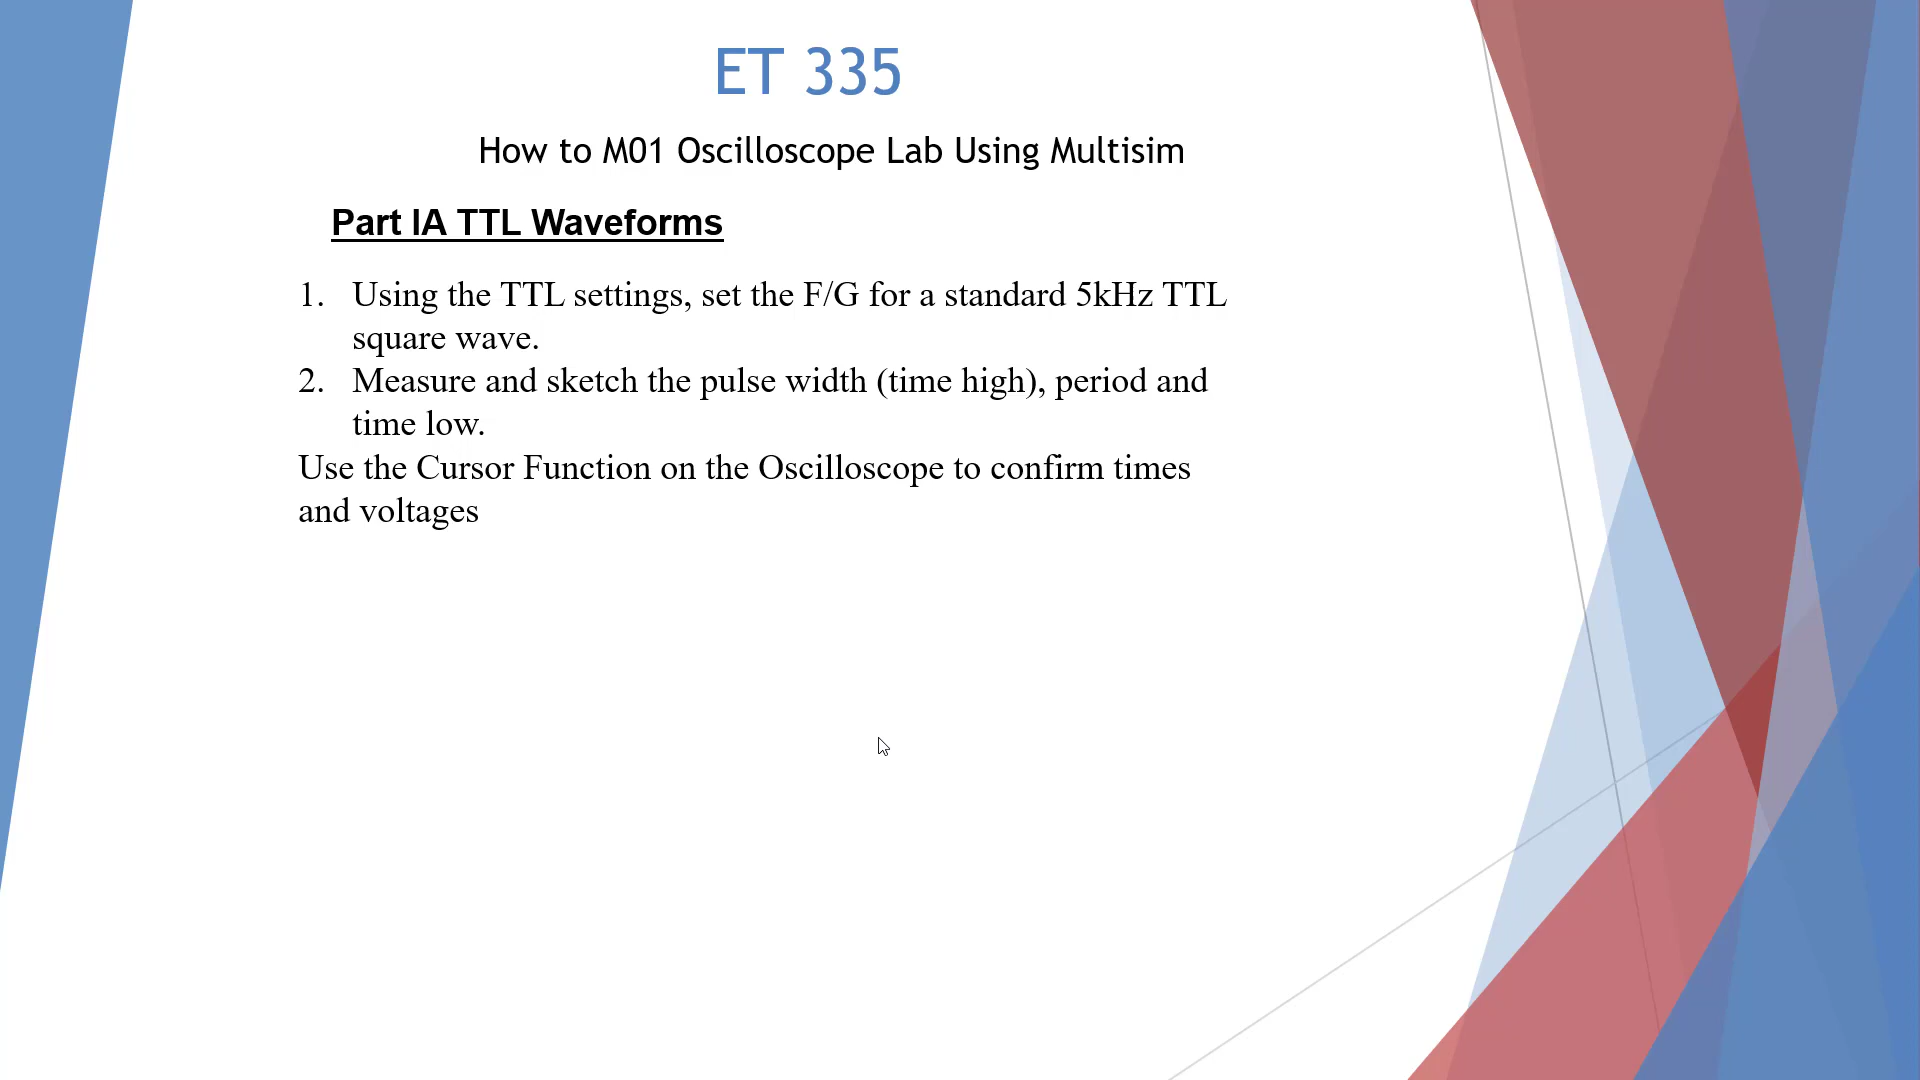 ET 335
How to M01 Oscilloscope Lab Using Multisim
Part IA TTL Waveforms
1. Using the TTL settings, set the F/G for a standard 5kHz TTL
square wave.
2. Measure and sketch the pulse width (time high), period and
time low.
Use the Cursor Function on the Oscilloscope to confirm times
and voltages